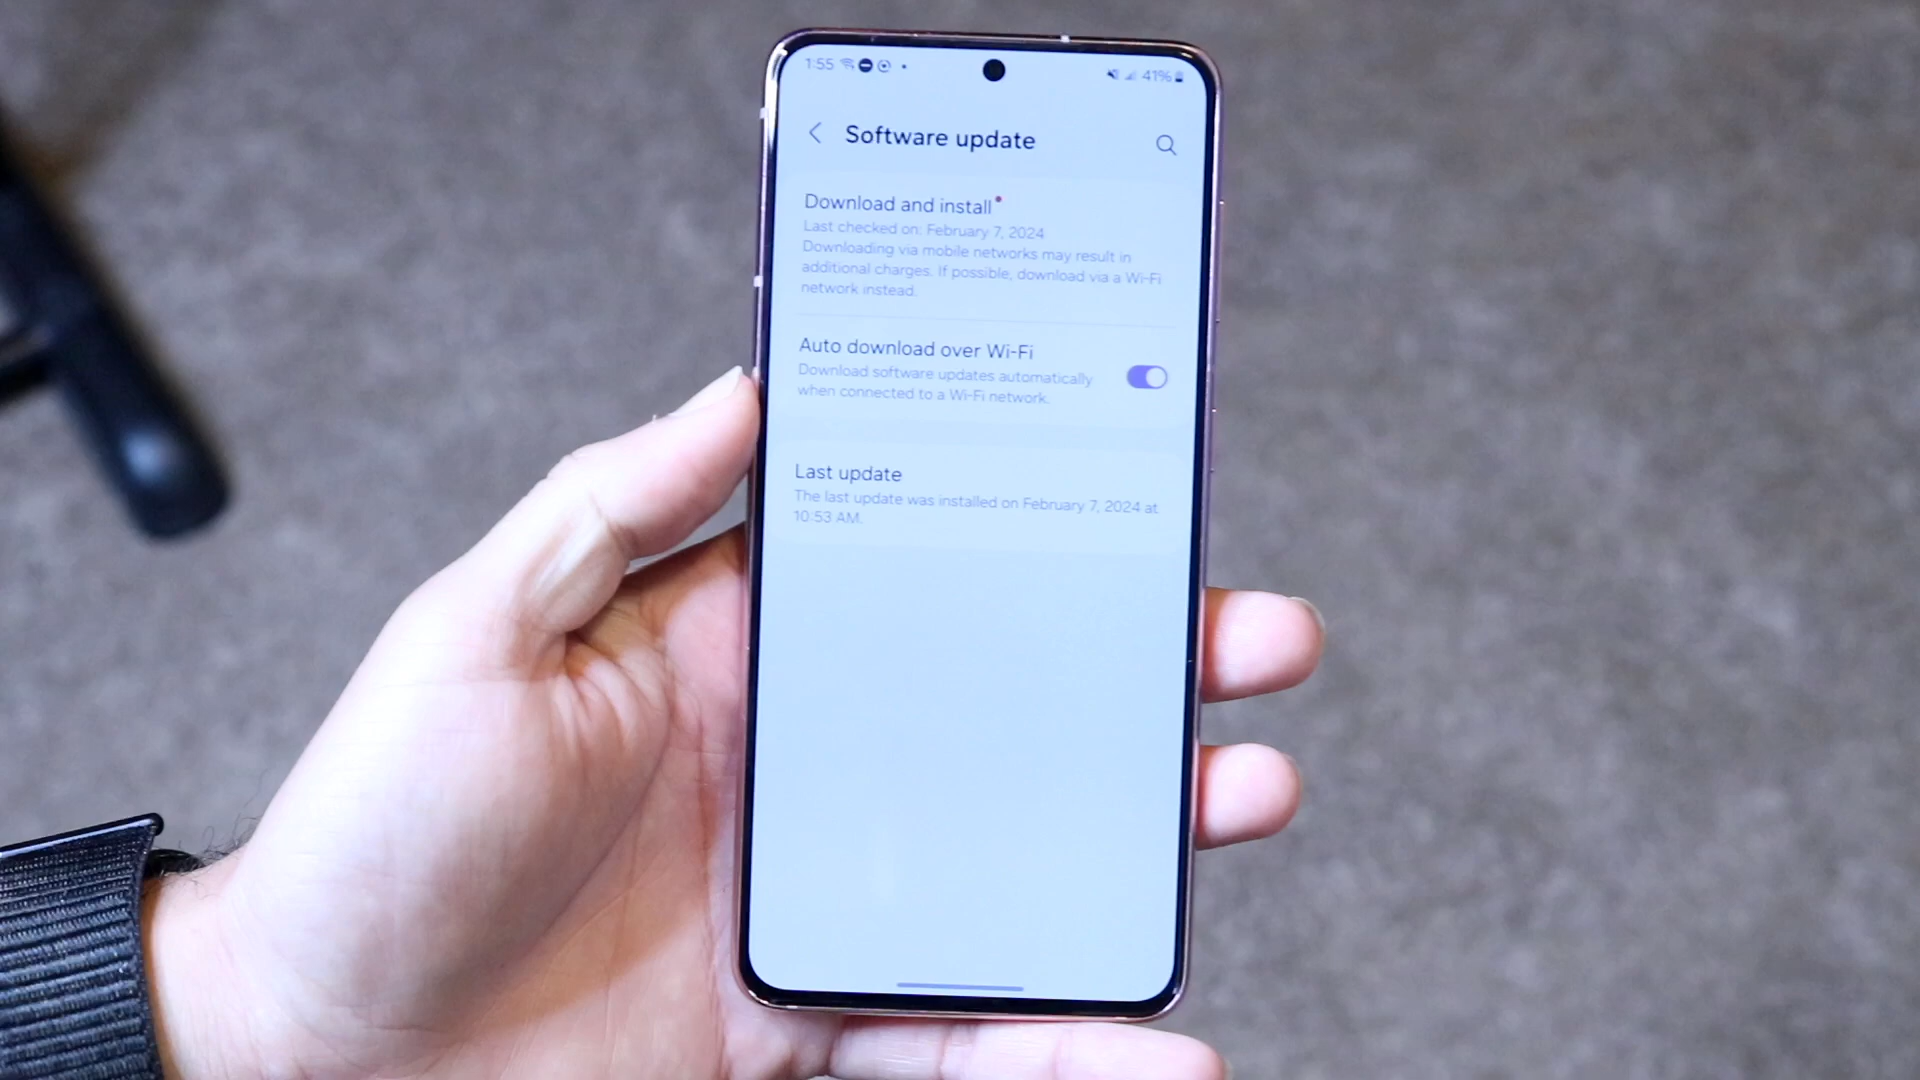 1:55
41%
Software update
Download and install
Last checked on: February 7, 2024
Downloading via mobile networks may result in
additional charges. If possible, download via a Wi-Fi
network instead.
Auto download over Wi-Fi
Download software updates automatically
when connected to a Wi-Fi network.
Last update
The last update was installed on February 7, 2024 at
10:53 AM.